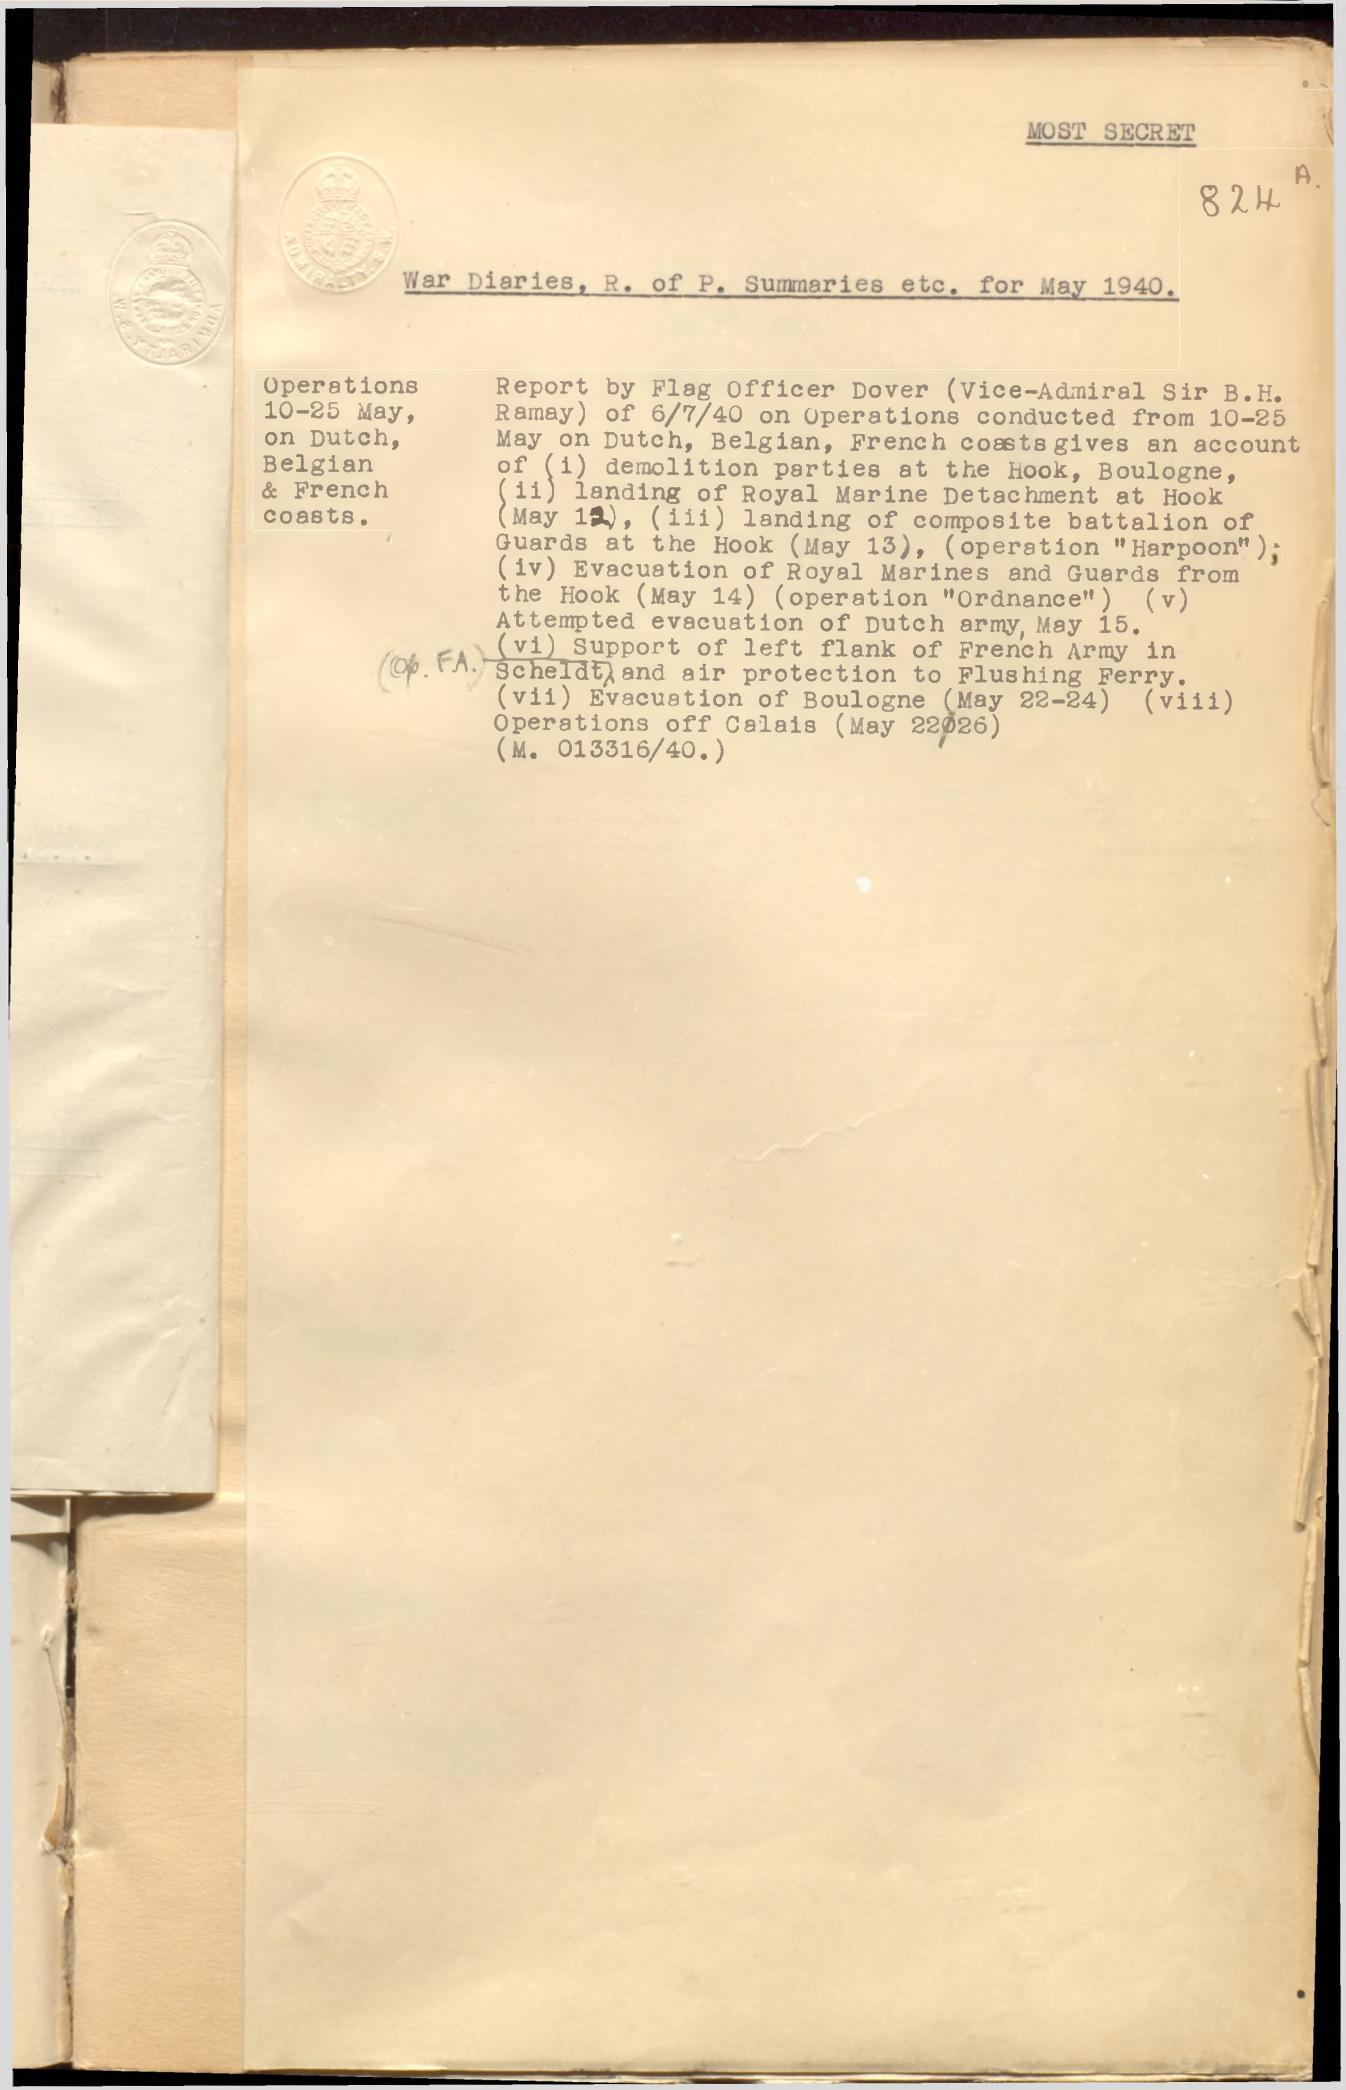 MOST SECRET
824 A.
ADMIRALTY. S.W.
War Diaries, R. of P. Summaries etc. for May 1940.
Operations
10-25 May,
on Dutch,
Belgian
& French
coasts.
Report by Flag Officer Dover (Vice-Admiral Sir B.H.
Ramay) of 6/7/40 on Operations conducted from 10-25
May on Dutch, Belgian, French coasts gives an account
of (i) demolition parties at the Hook, Boulogne,
(ii) landing of Royal Marine Detachment at Hook
(May 12), (iii) landing of composite battalion of
Guards at the Hook (May 13), (operation "Harpoon");
(iv) Evacuation of Royal Marines and Guards from
the Hook (May 14) (operation "Ordnance") (v)
Attempted evacuation of Dutch army, May 15.
(vi) Support of left flank of French Army in
(Op. F.A.) Scheldt, and air protection to Flushing Ferry.
(vii) Evacuation of Boulogne (May 22-24) (viii)
Operations off Calais (May 22/26)
(M. 013316/40.)
ADMIRALTY. S.W.